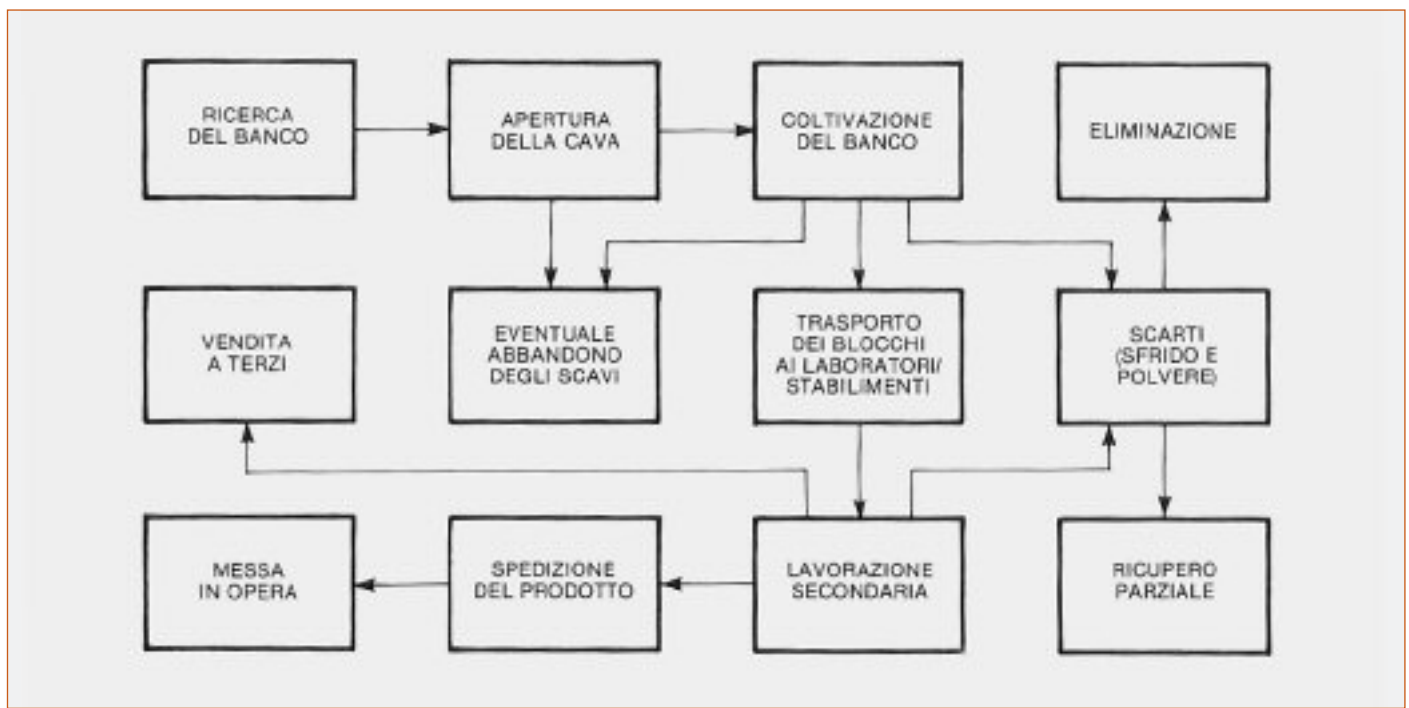 RICERCA
DEL BANCO
APERTURA
DELLA CAVA
COLTIVAZIONE
DEL BANCO
ELIMINAZIONE
VENDITA
A TERZI
EVENTUALE
ABBANDONO
DEGLI SCAVI
TRASPORTO
DEI BLOCCHI
AI LABORATORI/
STABILIMENTI
SCARTI
(SFRIDO E
POLVERE)
MESSA
IN OPERA
SPEDIZIONE
DEL PRODOTTO
LAVORAZIONE
SECONDARIA
RICUPERO
PARZIALE